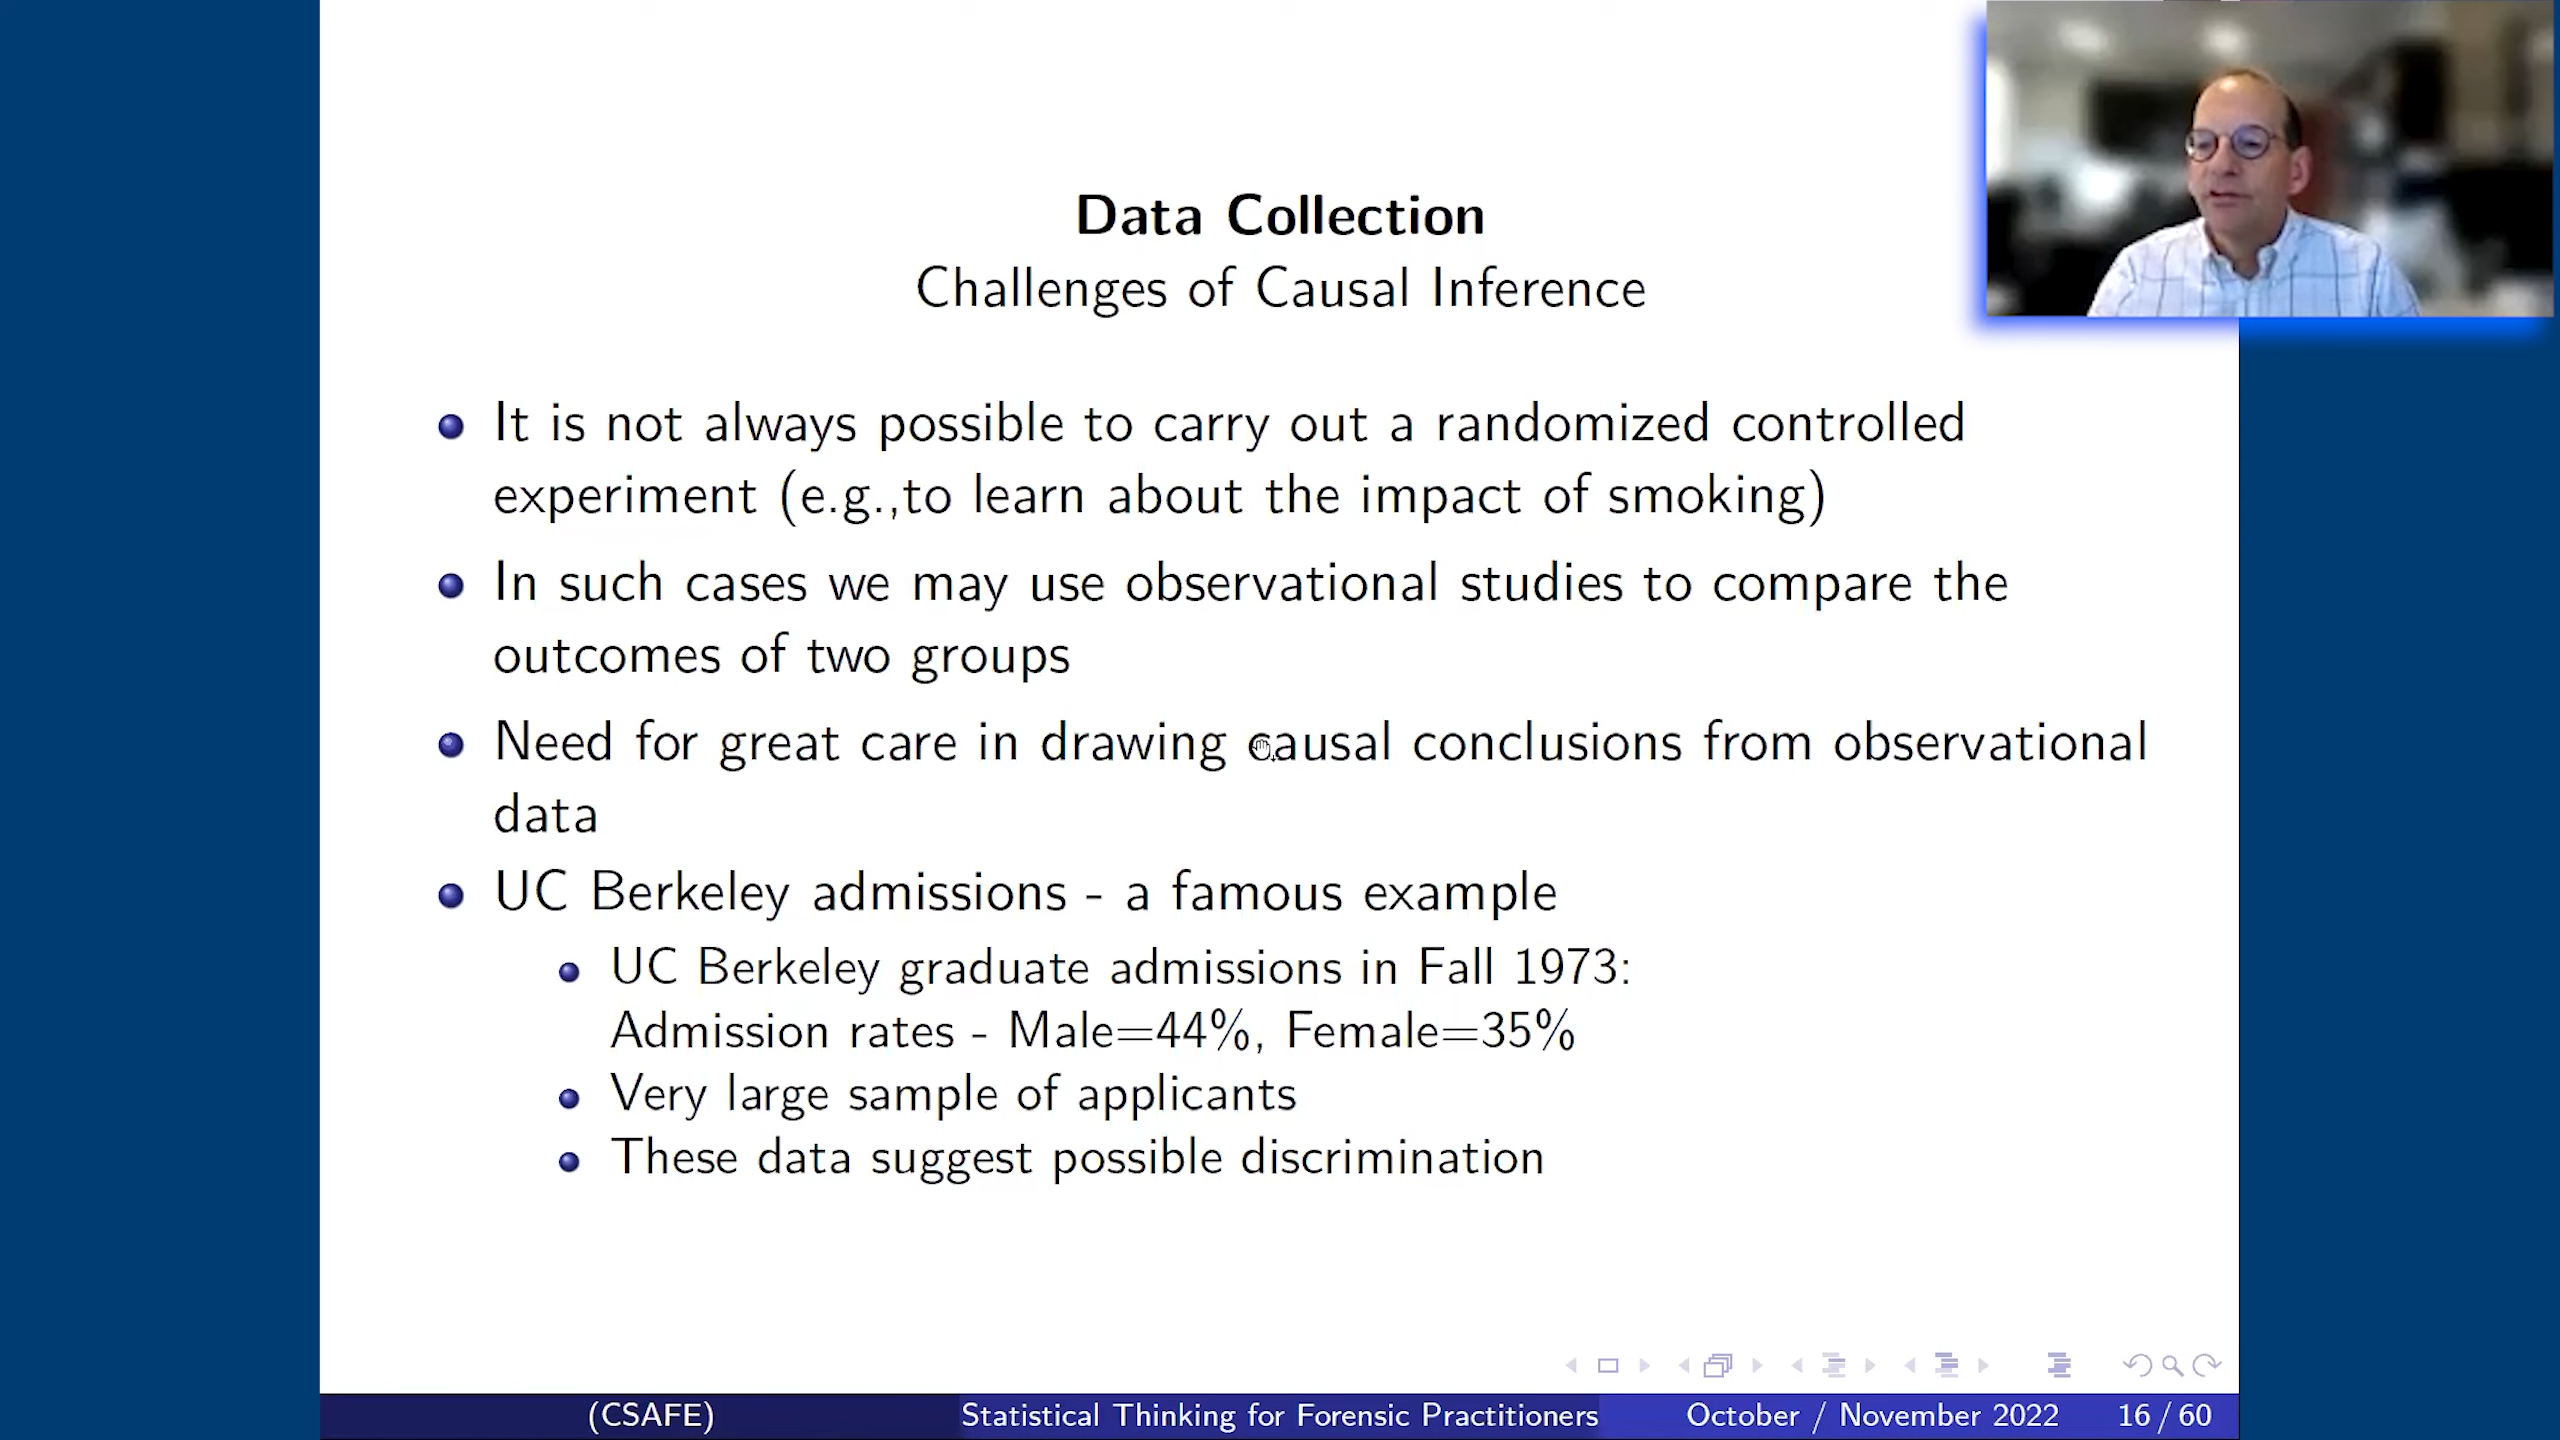 Data Collection
Challenges of Causal Inference
It is not always possible to carry out a randomized controlled
experiment (e.g.,to learn about the impact of smoking)
In such cases we may use observational studies to compare the
outcomes of two groups
Need for great care in drawing causal conclusions from observational
data
UC Berkeley admissions - a famous example
UC Berkeley graduate admissions in Fall 1973:
Admission rates - Male=44%, Female=35%
Very large sample of applicants
These data suggest possible discrimination
(CSAFE) Statistical Thinking for Forensic Practitioners October / November 2022 16 / 60